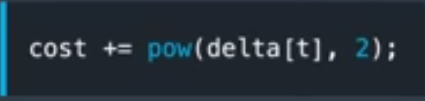 cost += pow(delta[t], 2);